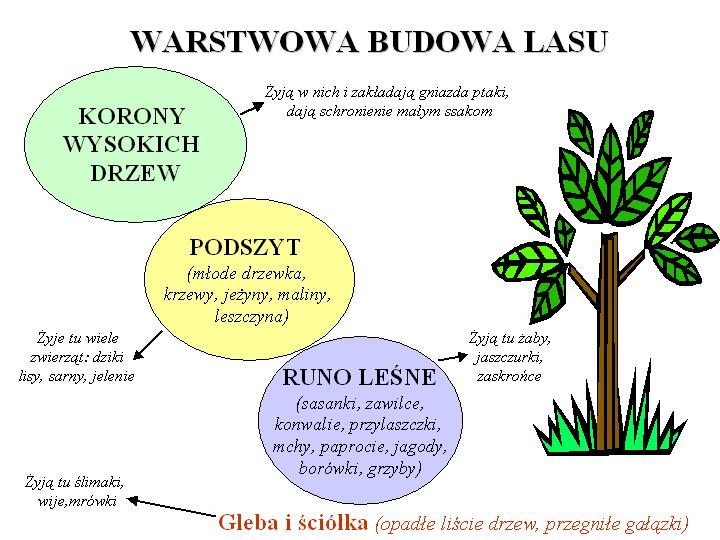 WARSTWOWA BUDOWA LASU
KORONY
WYSOKICH
DRZEW
Żyją w nich i zakładają gniazda ptaki,
dają schronienie małym ssakom
PODSZYT
(młode drzewka,
krzewy, jeżyny, maliny,
leszczyna)
Żyje tu wiele
zwierząt: dziki
lisy, sarny, jelenie
RUNO LEŚNE
(sasanki, zawilce,
konwalie, przylaszczki,
mchy, paprocie, jagody,
borówki, grzyby)
Żyją tu żaby,
jaszczurki,
zaskrońce
Żyją tu ślimaki,
wije,mrówki
Gleba i ściółka (opadłe liście drzew, przegniłe gałązki)